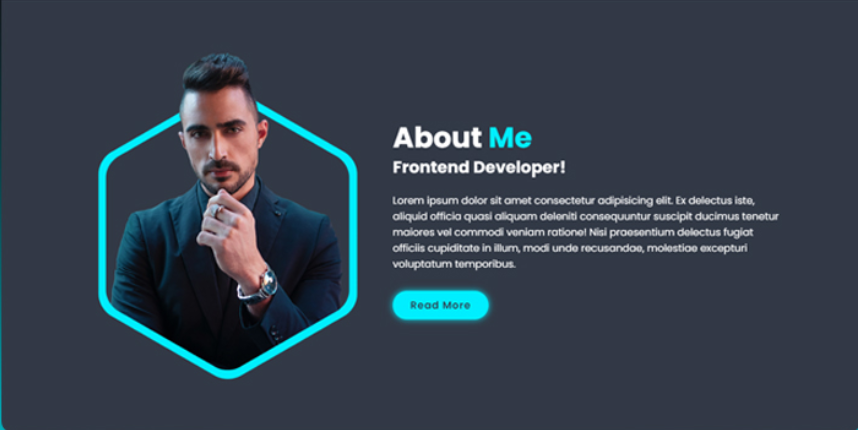 About Me
Frontend Developer!
Lorem ipsum dolor sit amet consectetur adipisicing elit. Ex delectus iste,
aliquid officia quasi aliquam deleniti consequuntur suscipit ducimus tenetur
maiores vel commodi veniam ratione! Nisi praesentium delectus fugiat
officiis cupiditate in illum, modi unde recusandae, molestiae excepturi
voluptatum temporibus.
Read More